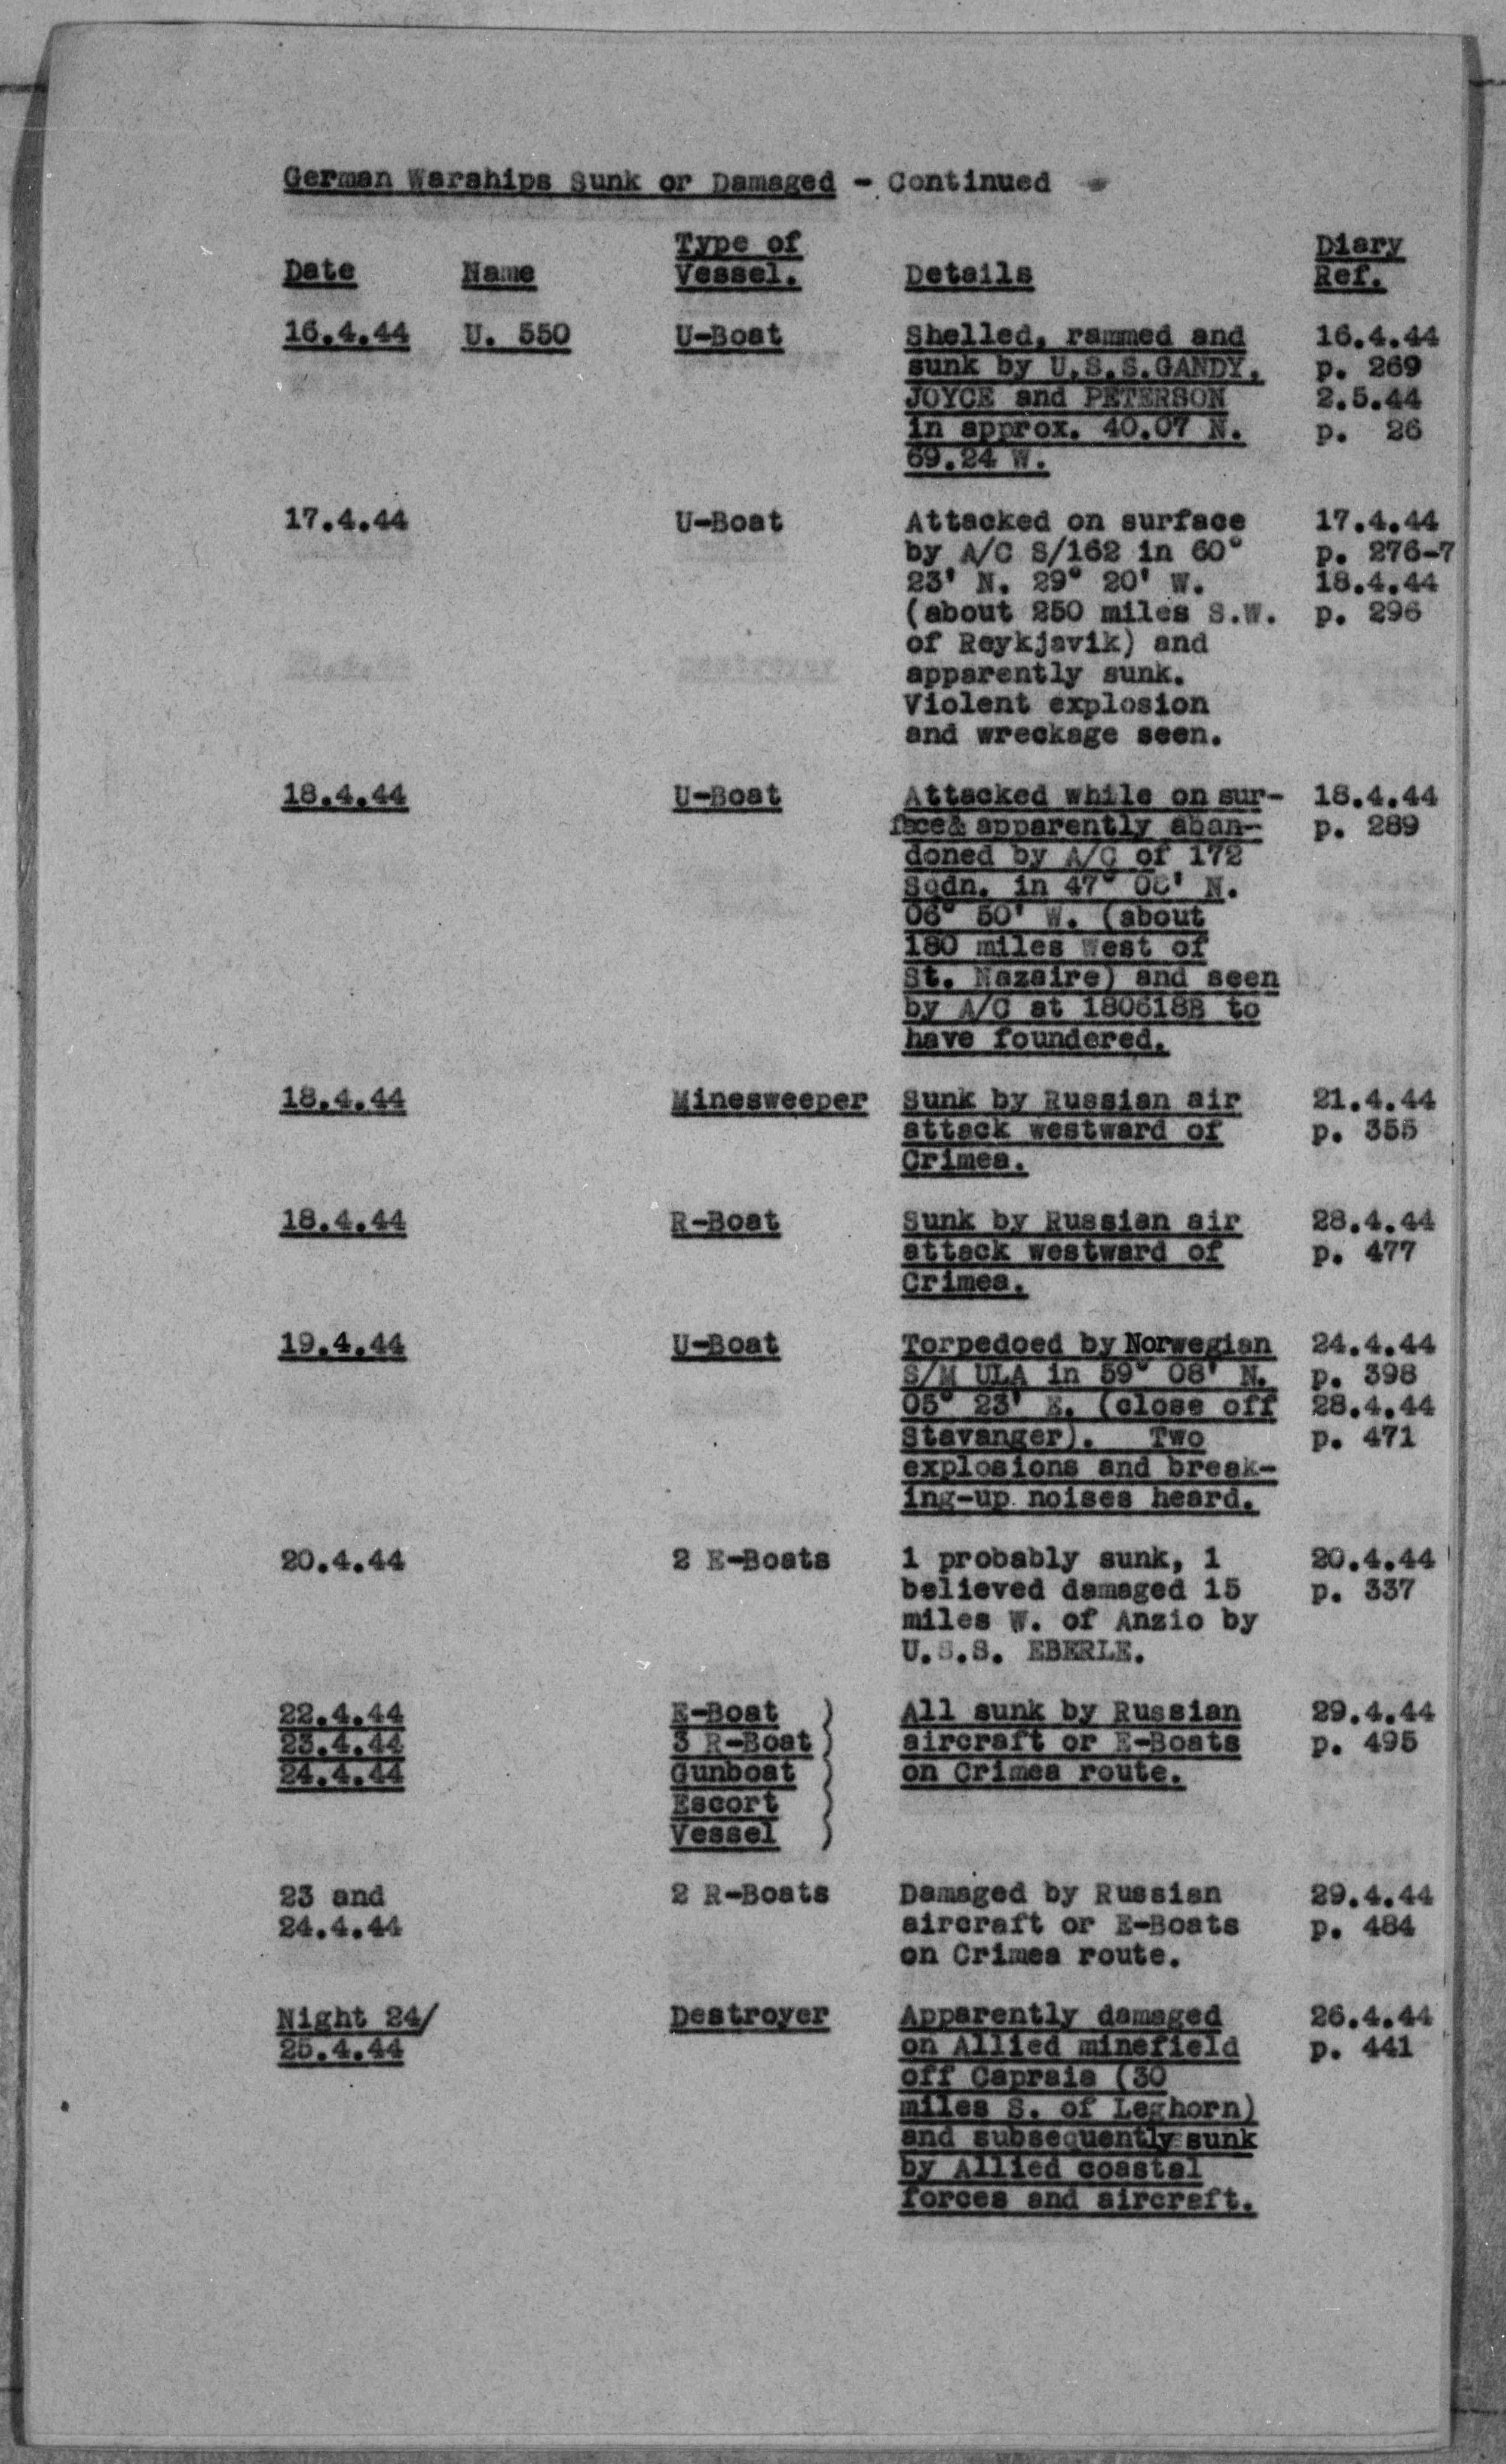 German Warships Sunk or Damaged - Continued
Date Name Type of Vessel. Details Diary Ref.
16.4.44 U. 550 U-Boat Shelled, rammed and 16.4.44
sunk by U.S.S.GANDY, p. 269
JOYCE and PETERSON 2.5.44
in approx. 40.07 N. p. 26
69.24 W.
17.4.44 U-Boat Attacked on surface 17.4.44
by A/C S/162 in 60° p. 276-7
23' N. 29° 20' W. 18.4.44
(about 250 miles S.W. p. 296
of Reykjavik) and
apparently sunk.
Violent explosion
and wreckage seen.
18.4.44 U-Boat Attacked while on sur- 18.4.44
face & apparently aban- p. 289
doned by A/C of 172
Sqdn. in 47° N.
06° 50' W. (about
180 miles West of
St. Nazaire) and seen
by A/C at 180618B to
have foundered.
18.4.44 Minesweeper Sunk by Russian air 21.4.44
attack westward of p. 355
Crimea.
18.4.44 R-Boat Sunk by Russian air 28.4.44
attack westward of p. 477
Crimea.
19.4.44 U-Boat Torpedoed by Norwegian 24.4.44
S/M ULA in 59° 08' N. p. 398
05° 23' E. (close off 28.4.44
Stavanger). Two p. 471
explosions and break-
ing-up noises heard.
20.4.44 2 E-Boats 1 probably sunk, 1 20.4.44
believed damaged 15 p. 337
miles W. of Anzio by
U.S.S. EBERLE.
22.4.44 E-Boat ) All sunk by Russian 29.4.44
23.4.44 3 R-Boat ) aircraft or E-Boats p. 495
24.4.44 Gunboat ) on Crimea route.
Escort )
Vessel )
23 and 2 R-Boats Damaged by Russian 29.4.44
24.4.44 aircraft or E-Boats p. 484
on Crimea route.
Night 24/ Destroyer Apparently damaged 26.4.44
25.4.44 on Allied minefield p. 441
off Capraia (30
miles S. of Leghorn)
and subsequently sunk
by Allied coastal
forces and aircraft.